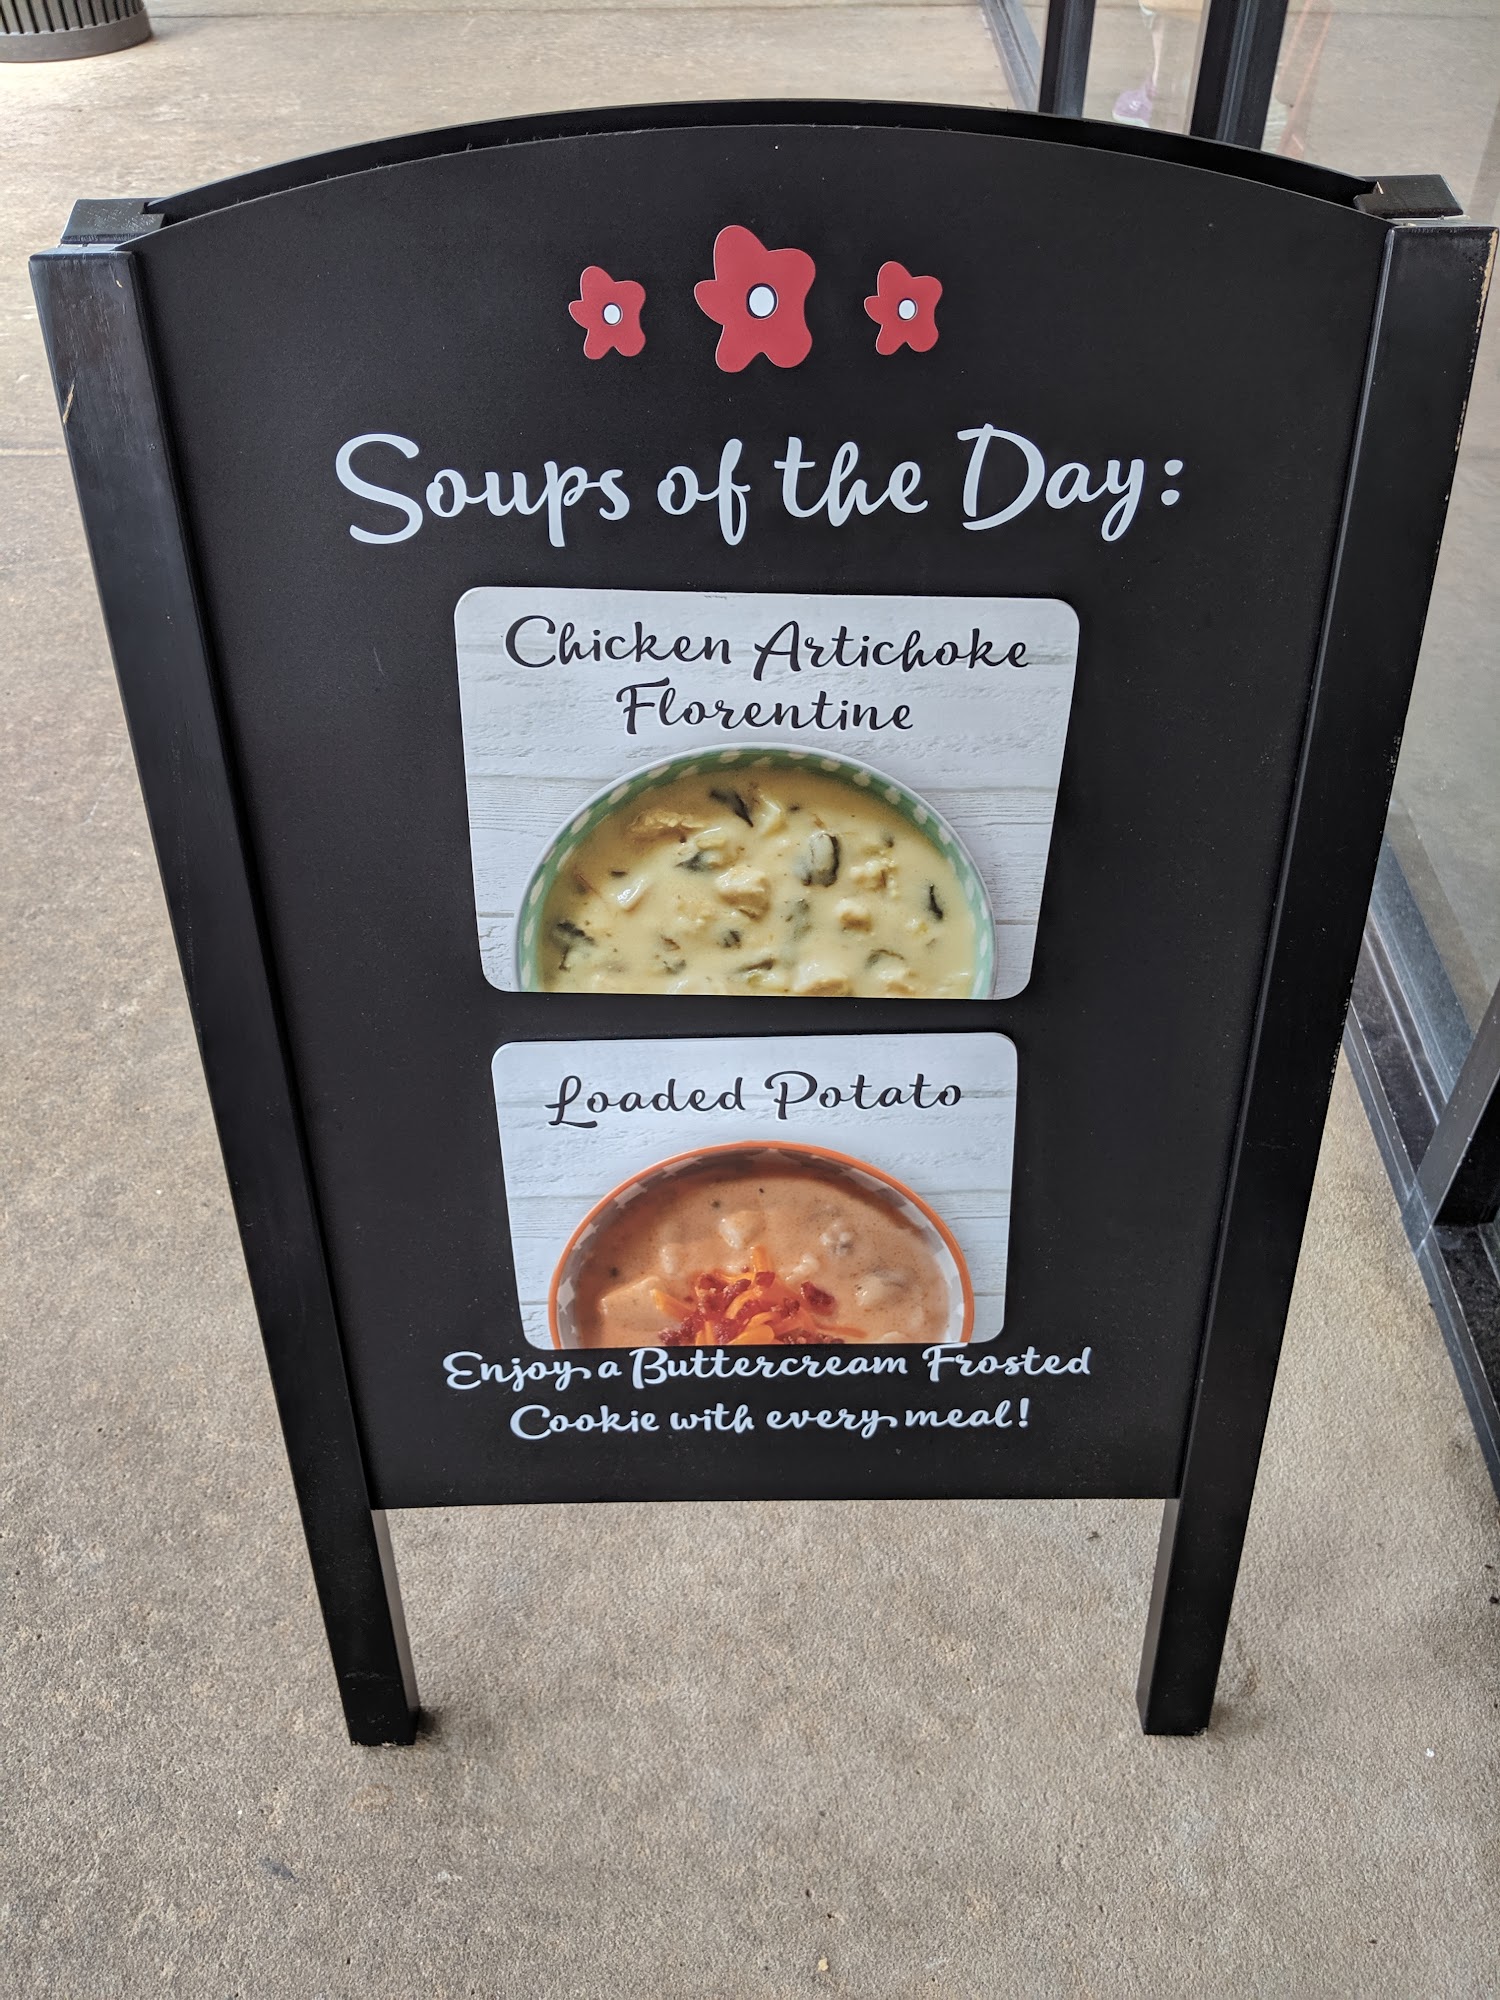 Soups of the Day:
Chicken Artichoke
Florentine
Loaded Potato
Enjoy a Buttercream Frosted
Cookie with every meal!